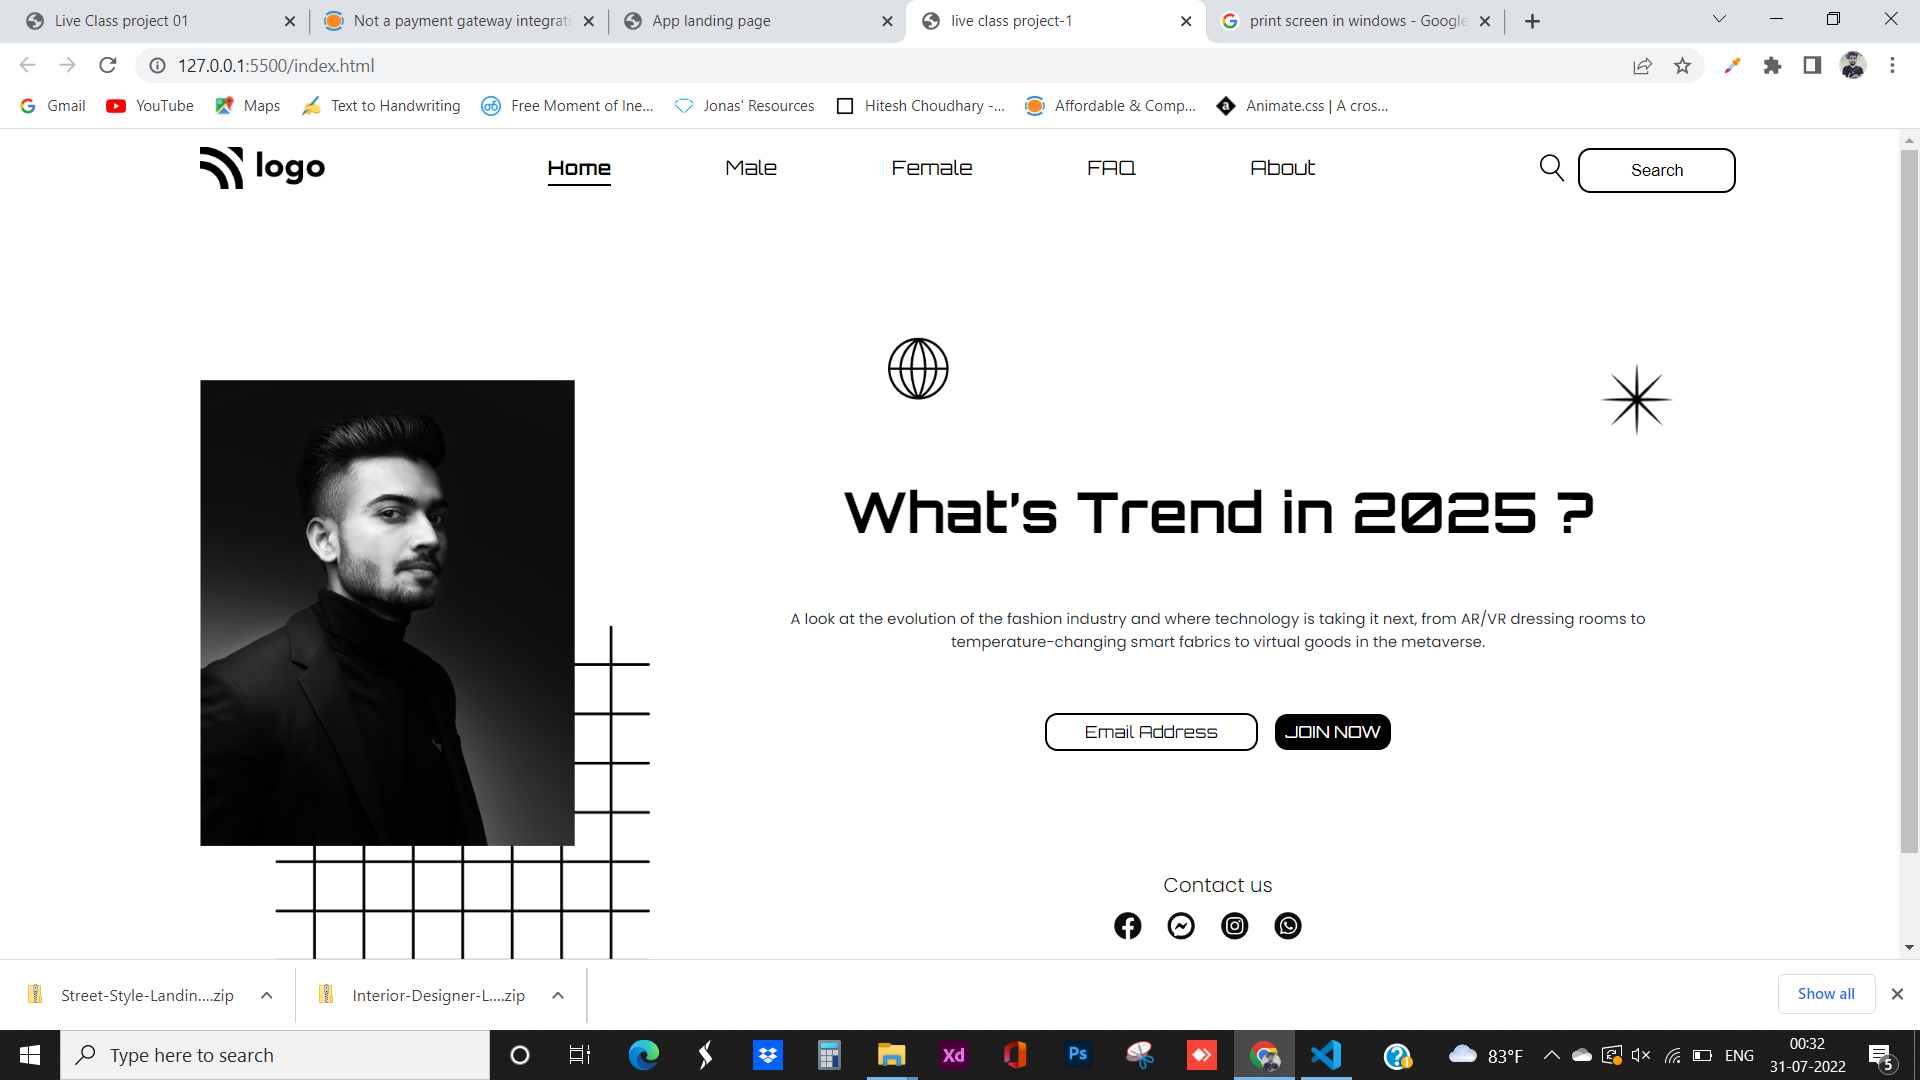 Live Class project 01
Not a payment gateway integrati
App landing page
live class project-1
print screen in windows - Google
127.0.0.1:5500/index.html
Gmail
YouTube
Maps
Text to Handwriting
Free Moment of Ine...
Jonas' Resources
Hitesh Choudhary -...
Affordable & Comp...
Animate.css | A cros...
logo
Home
Male
Female
FAQ
About
Search
What's Trend in 2025 ?
A look at the evolution of the fashion industry and where technology is taking it next, from AR/VR dressing rooms to
temperature-changing smart fabrics to virtual goods in the metaverse.
Email Address
JOIN NOW
Contact us
Street-Style-Landin....zip
Interior-Designer-L....zip
Show all
Type here to search
Xd
Ps
83°F
ENG
00:32
31-07-2022
5